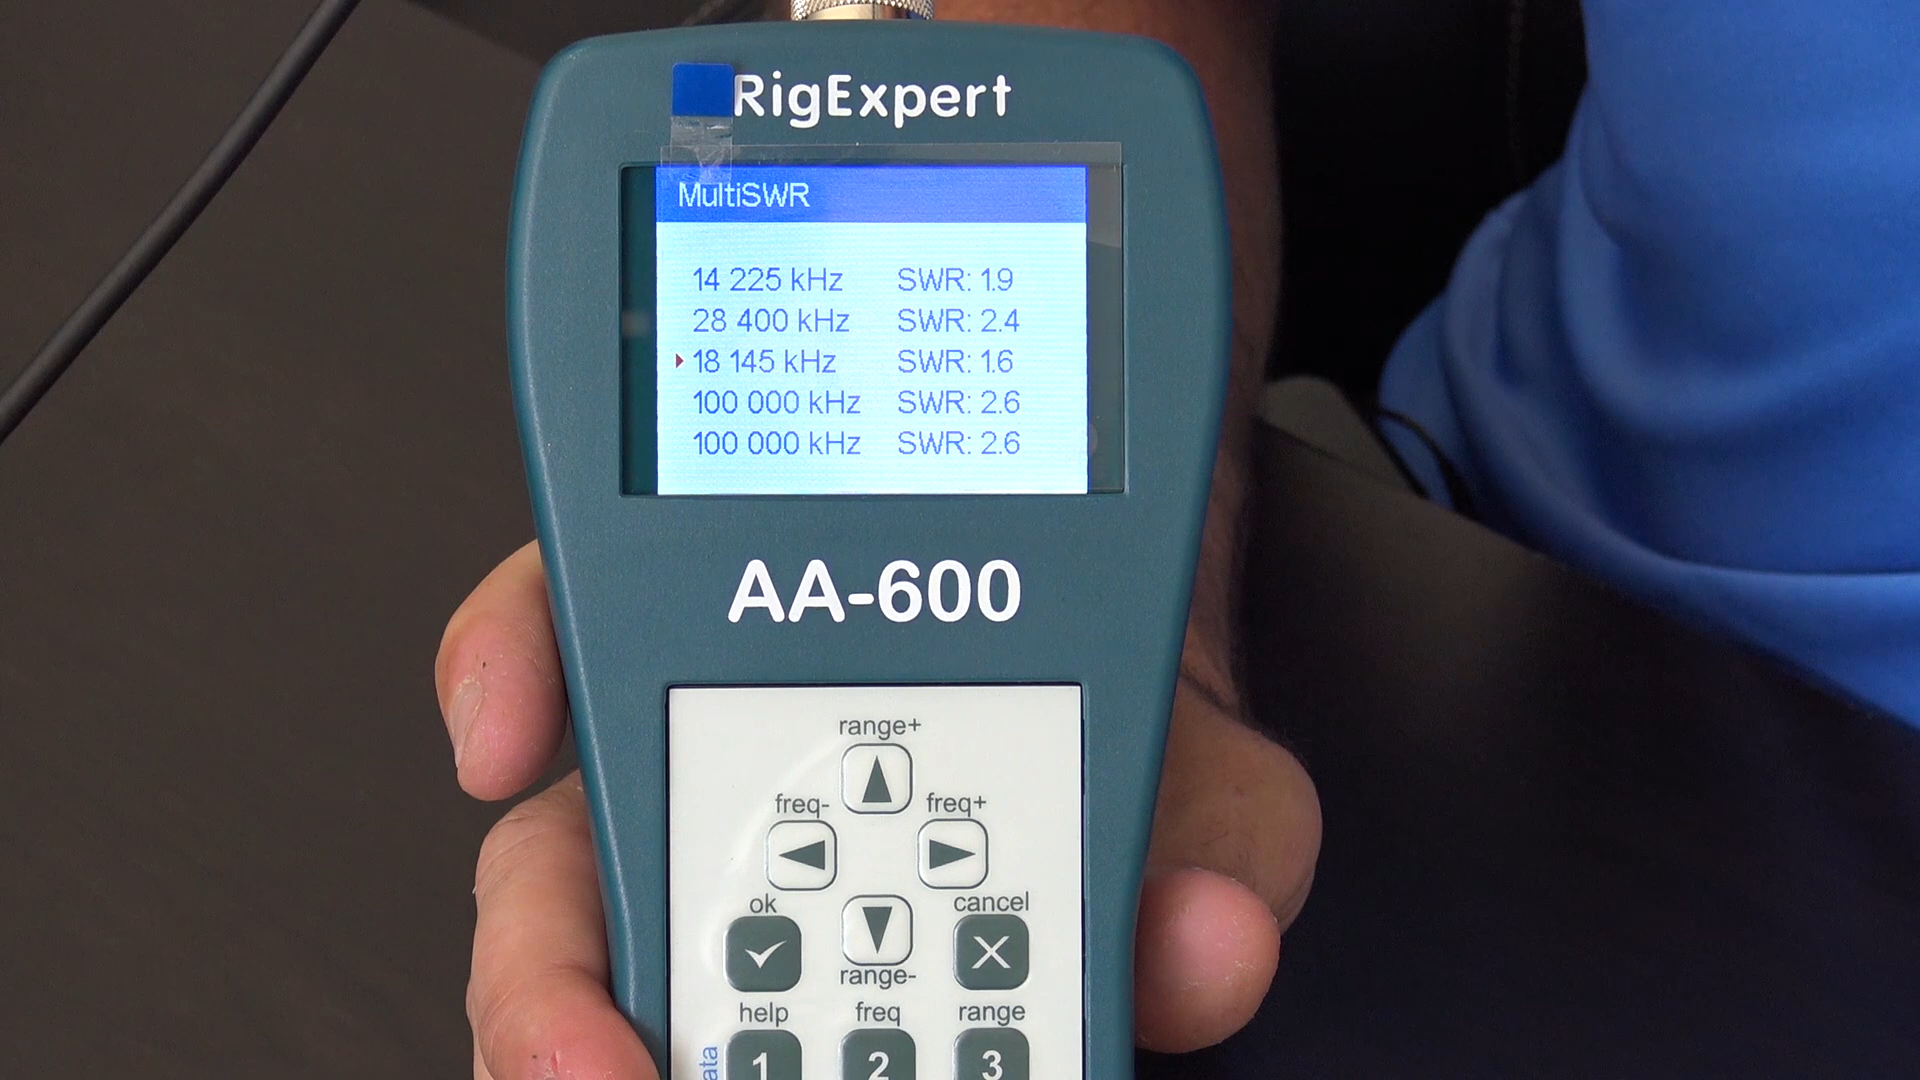 RigExpert
MultiSWR
14 225 kHz SWR: 1.9
28 400 kHz SWR: 2.4
18 145 kHz SWR: 1.6
100 000 kHz SWR: 2.6
100 000 kHz SWR: 2.6
AA-600
range+
freq- freq+
ok cancel
range-
help freq range
1 2 3